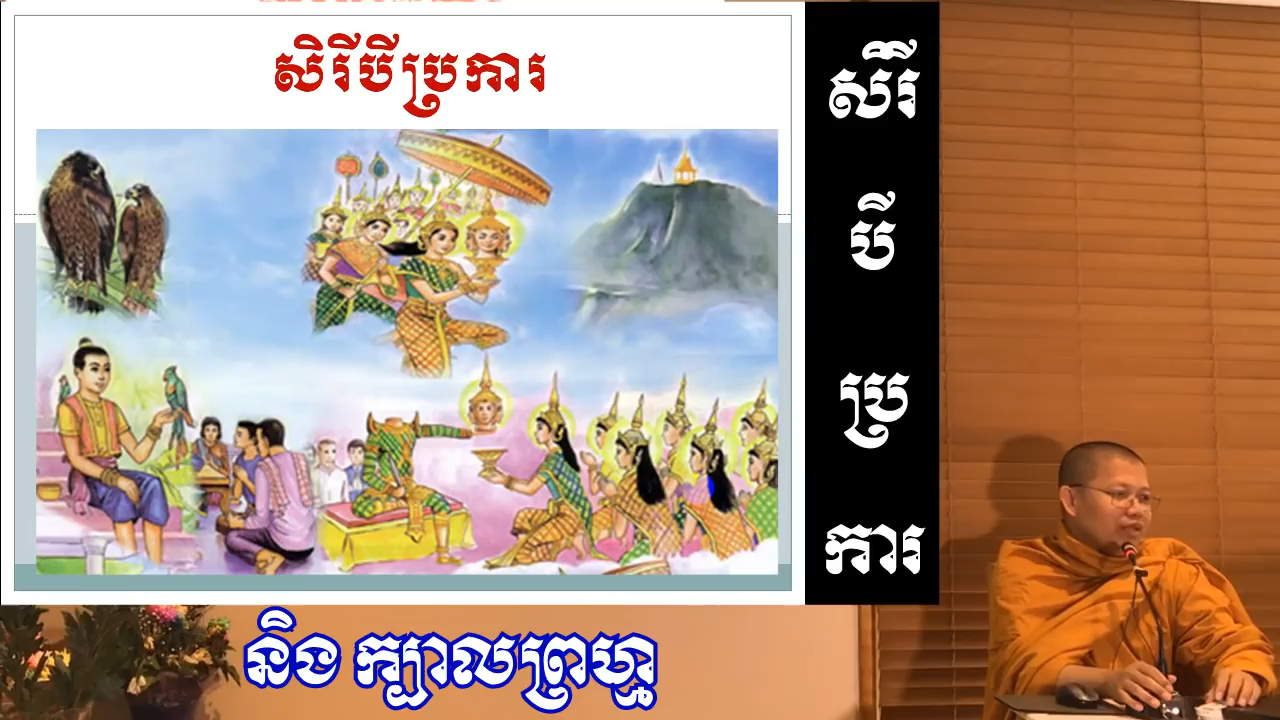 សិរីបីប្រការ
សិរី
បី
ប្រ
ការ
និង ក្បាលព្រហ្ម